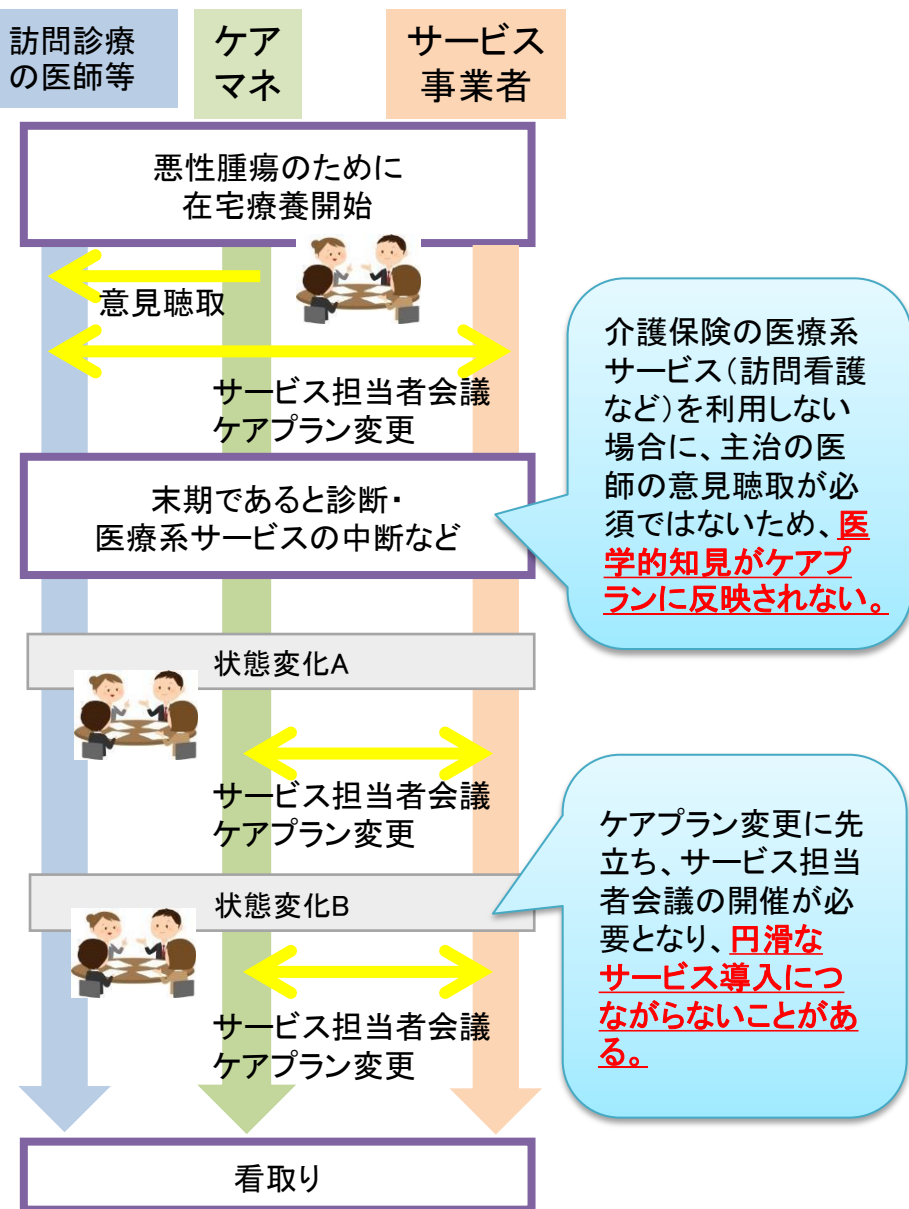 訪問診療
の医師等
ケア
マネ
サービス
事業者
悪性腫瘍のために
在宅療養開始
意見聴取
サービス担当者会議
ケアプラン変更
介護保険の医療系
サービス(訪問看護
など)を利用しない
場合に、主治の医
師の意見聴取が必
須ではないため、医
学的知見がケアプ
ランに反映されない。
末期であると診断・
医療系サービスの中断など
状態変化A
サービス担当者会議
ケアプラン変更
ケアプラン変更に先
立ち、サービス担当
者会議の開催が必
要となり、円滑な
サービス導入につ
ながらないことがあ
る。
状態変化B
サービス担当者会議
ケアプラン変更
看取り